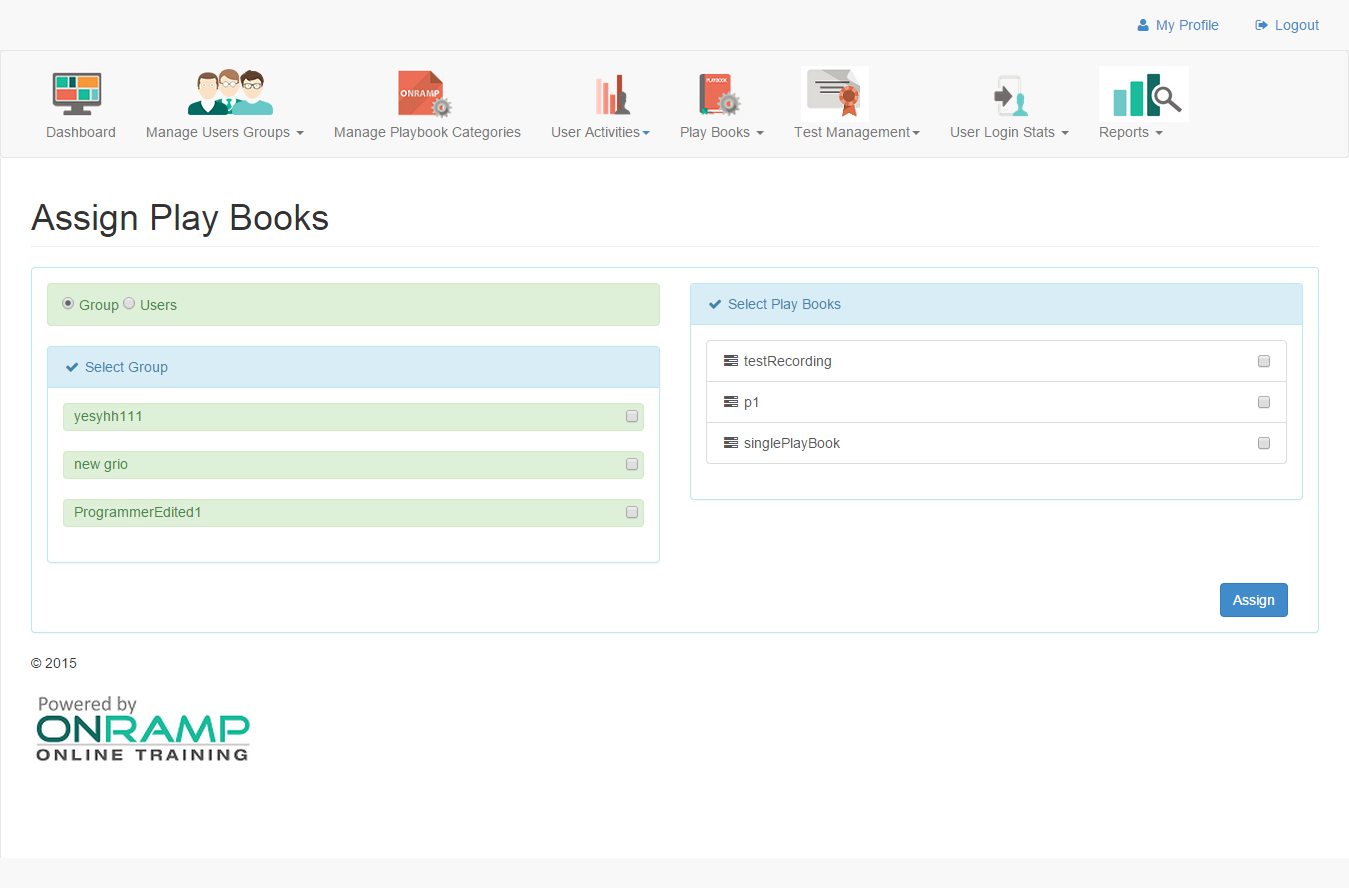 My Profile Logout
ONRAMP
PLAYBOOK
Dashboard Manage Users Groups Manage Playbook Categories User Activities Play Books Test Management User Login Stats Reports
Assign Play Books
Group Users
Select Group
yesyhh111
new grio
ProgrammerEdited1
Select Play Books
testRecording
p1
singlePlayBook
Assign
© 2015
Powered by
ONRAMP
ONLINE TRAINING